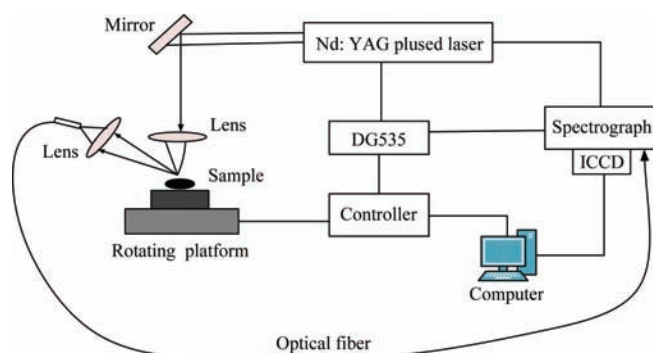 Mirror
Nd: YAG plused laser
Lens
Lens
DG535
Spectrograph
ICCD
Sample
Controller
Rotating platform
Computer
Optical fiber